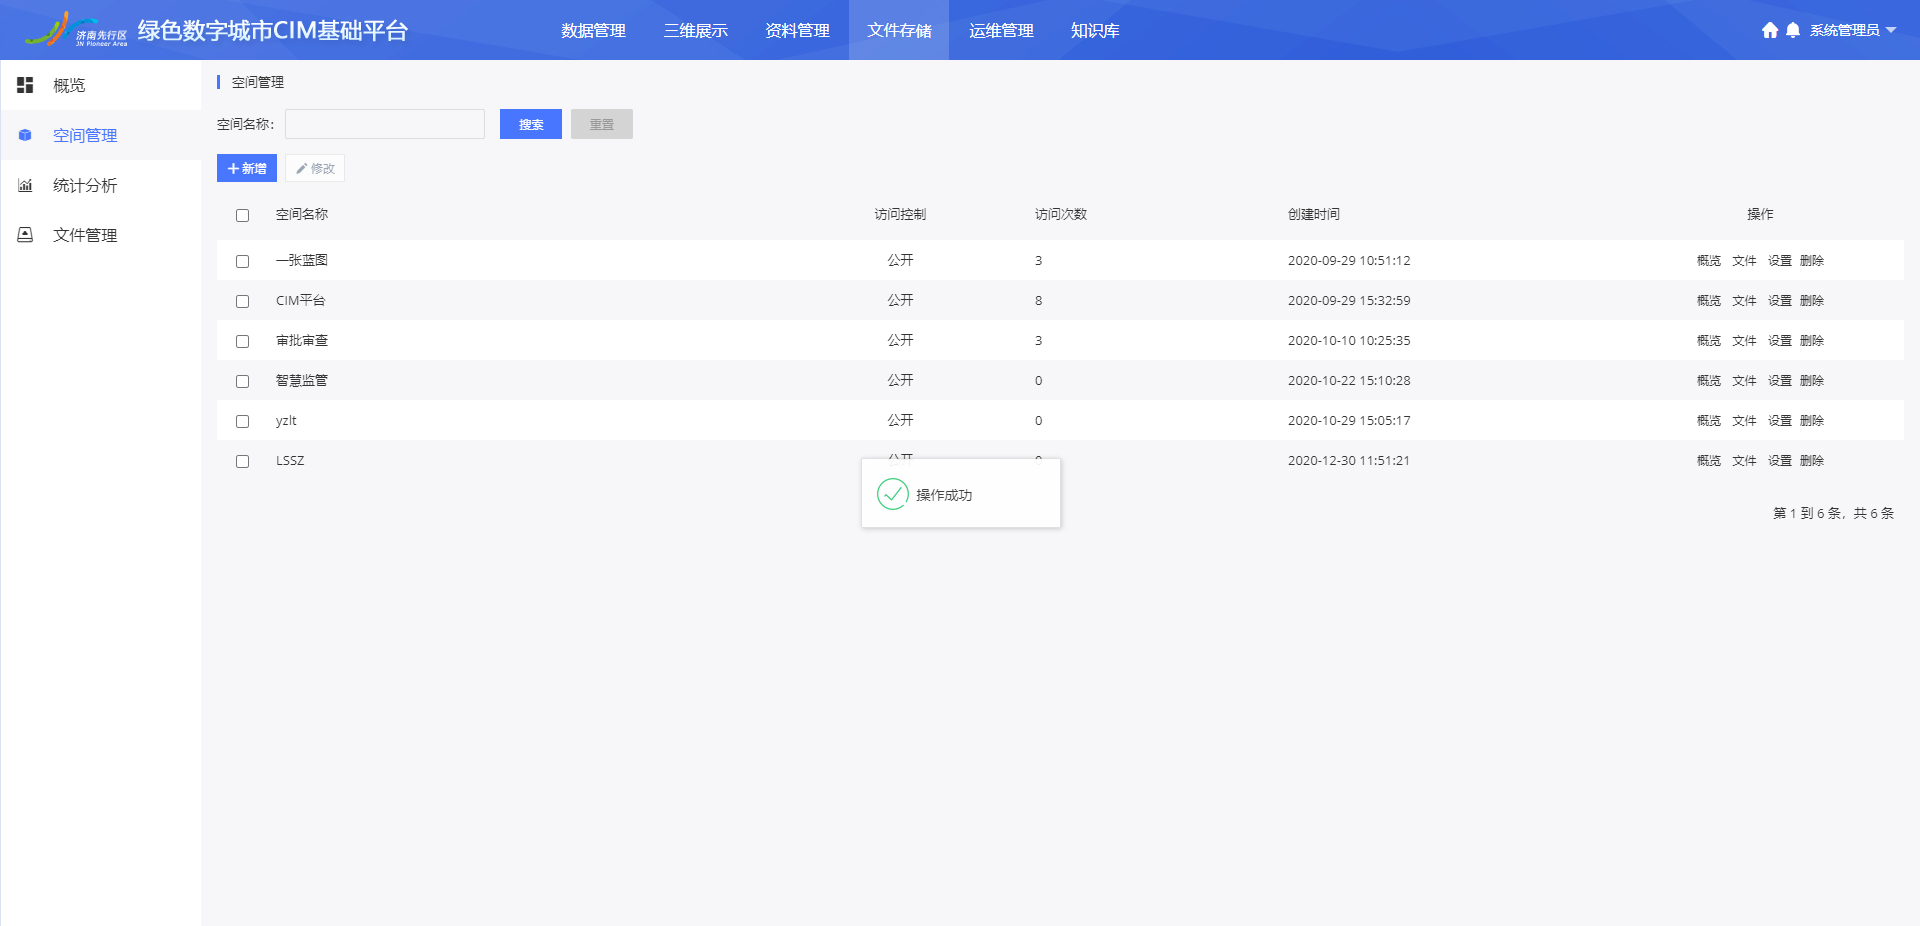 济南先行区
JN Pioneer Area
绿色数字城市CIM基础平台
数据管理 三维展示 资料管理 文件存储 运维管理 知识库
系统管理员
概览
空间管理
统计分析
文件管理
空间管理
空间名称：
搜索 重置
新增 修改
空间名称 访问控制 访问次数 创建时间 操作
一张蓝图 公开 3 2020-09-29 10:51:12 概览 文件 设置 删除
CIM平台 公开 8 2020-09-29 15:32:59 概览 文件 设置 删除
审批审查 公开 3 2020-10-10 10:25:35 概览 文件 设置 删除
智慧监管 公开 0 2020-10-22 15:10:28 概览 文件 设置 删除
yzlt 公开 0 2020-10-29 15:05:17 概览 文件 设置 删除
LSSZ 公开 0 2020-12-30 11:51:21 概览 文件 设置 删除
操作成功
第 1 到 6 条，共 6 条